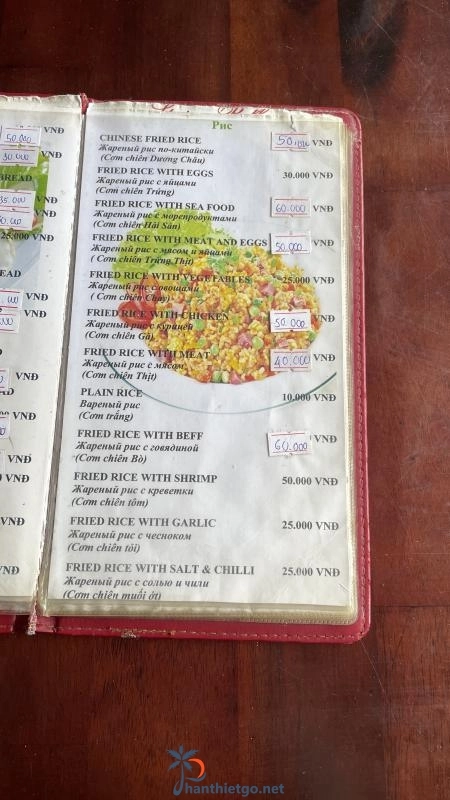 50.000 VNĐ
30.000 VNĐ
BREAD
35.000 VNĐ
VNĐ
25.000 VNĐ
EAD
VNĐ
VNĐ
VNĐ
VNĐ
VNĐ
VNĐ
VNĐ
VNĐ
Рис
CHINESE FRIED RICE 50.000 VNĐ
Жареный рис по-китайски
(Cơm chiên Dương Châu)
FRIED RICE WITH EGGS 30.000 VNĐ
Жареный рис с яйцами
(Cơm chiên Trứng)
FRIED RICE WITH SEA FOOD 60.000 VNĐ
Жареный рис с морепродуктами
(Cơm chiên Hải Sản)
FRIED RICE WITH MEAT AND EGGS 50.000 VNĐ
Жареный рис с мясом и яйцами
( Cơm chiên Trứng Thịt)
FRIED RICE WITH VEGETABLES 25.000 VNĐ
Жареный рис с овощами
( Cơm chiên Chay)
FRIED RICE WITH CHICKEN 50.000 VNĐ
Жареный рис с курицей
(Cơm chiên Gà)
FRIED RICE WITH MEAT 40.000 VNĐ
Жареный рис с мясом
(Cơm chiên Thịt)
PLAIN RICE 10.000 VNĐ
Вареный рис
(Cơm trắng)
FRIED RICE WITH BEFF 60.000 VNĐ
Жареный рис с говядиной
(Cơm chiên Bò)
FRIED RICE WITH SHRIMP 50.000 VNĐ
Жареный рис с креветки
(Cơm chiên tôm)
FRIED RICE WITH GARLIC 25.000 VNĐ
Жареный рис с чесноком
(Cơm chiên tỏi)
FRIED RICE WITH SALT & CHILLI 25.000 VNĐ
Жареный рис с солью и чили
(Cơm chiên muối ớt)
Phanthietgo.net